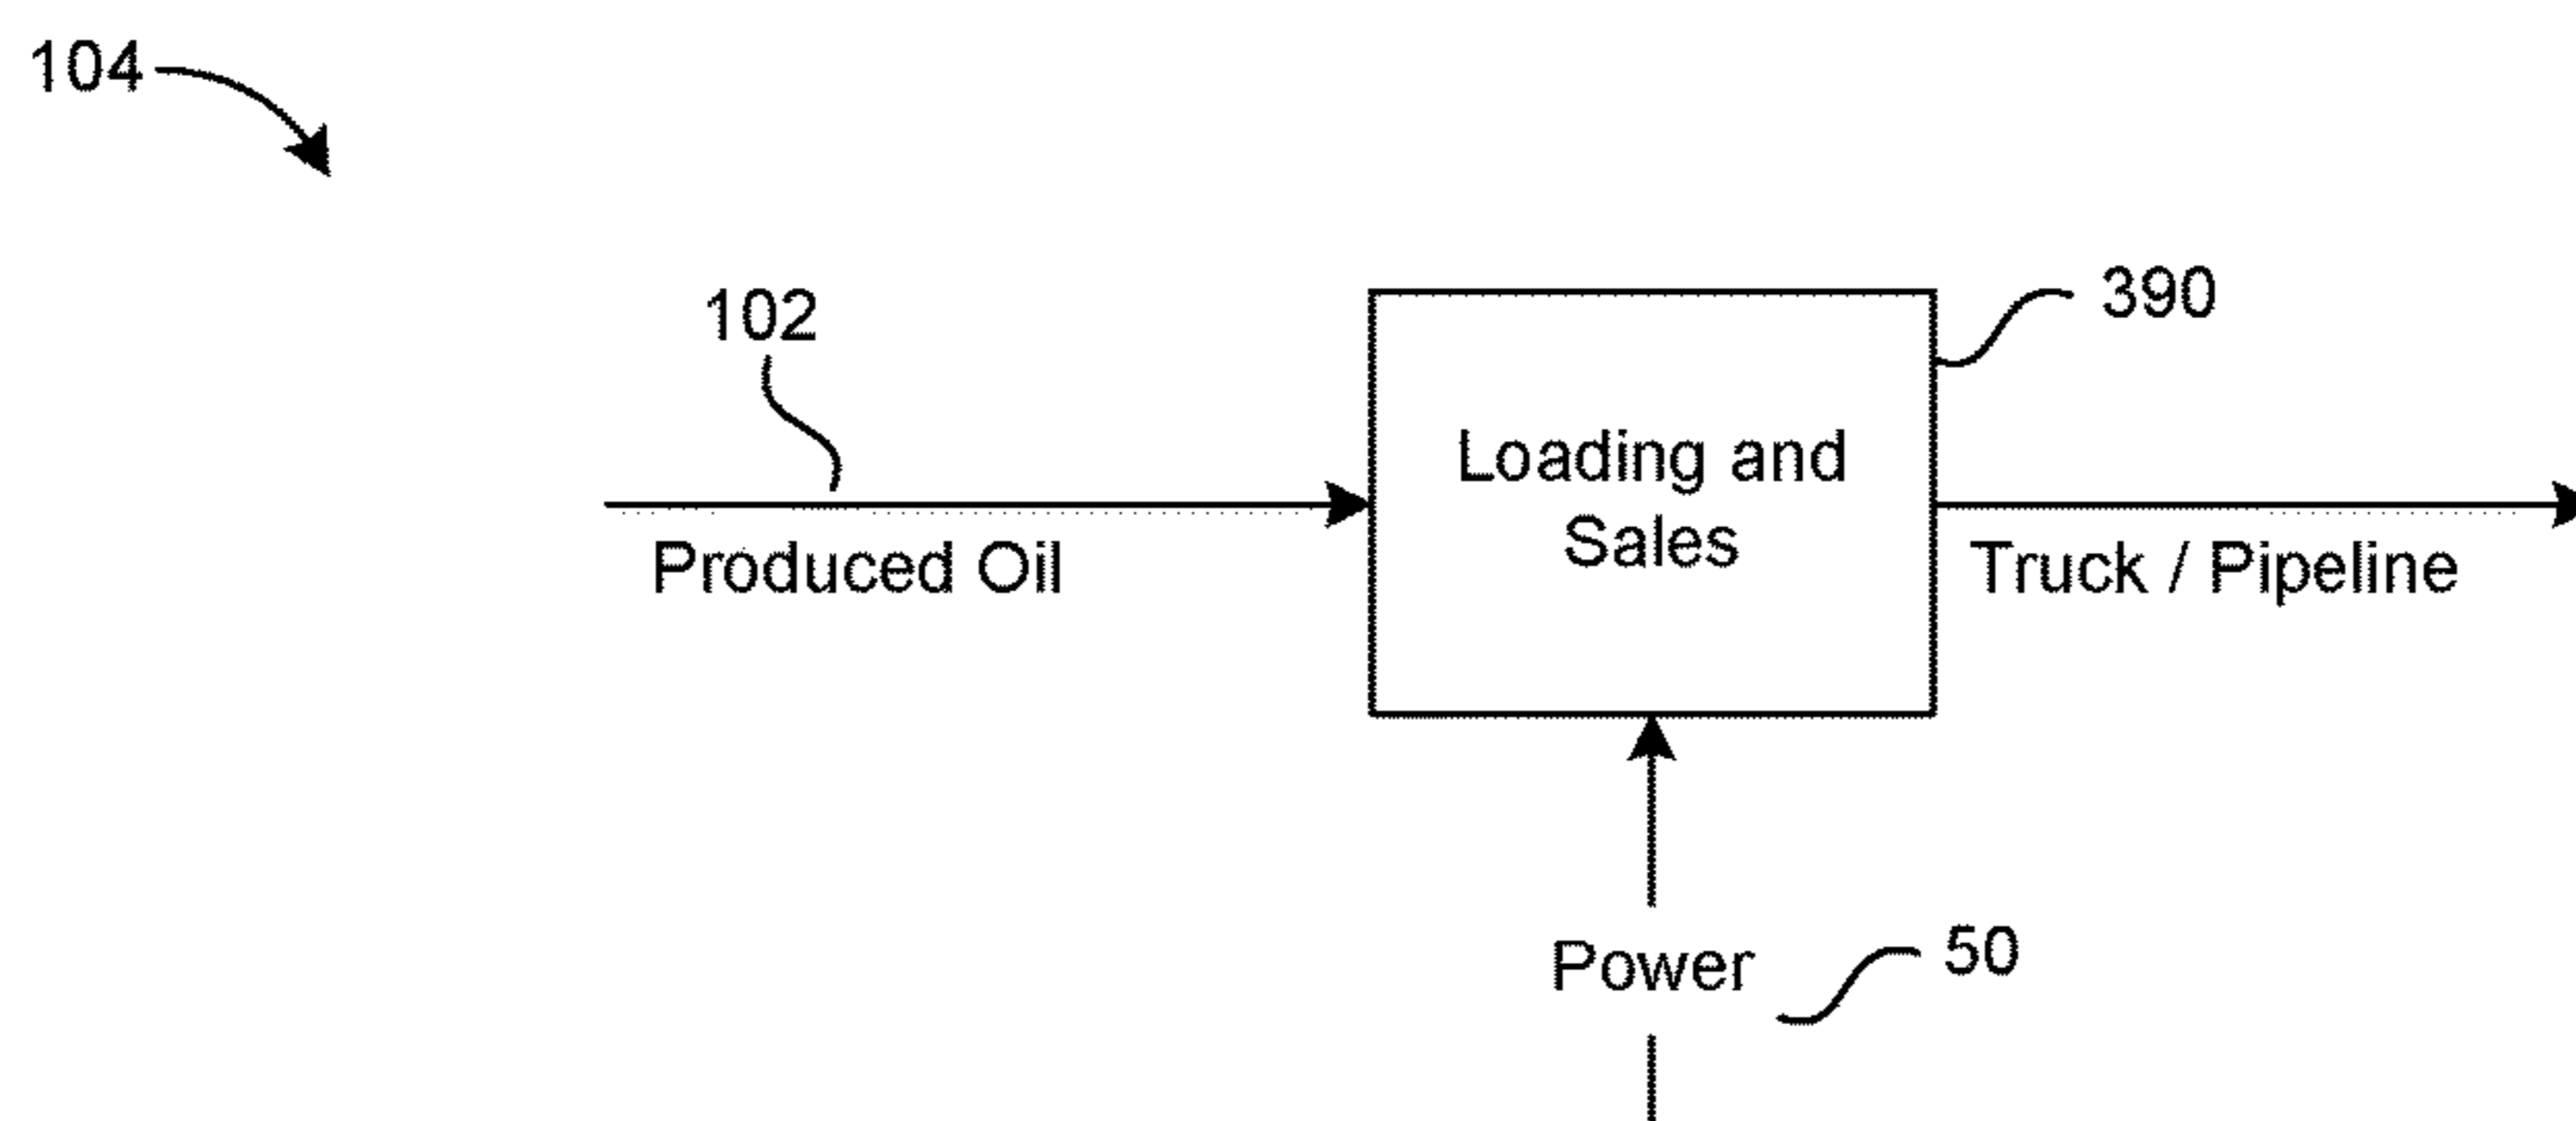 104
102
390
Loading and
Sales
Produced Oil
Truck / Pipeline
Power
50